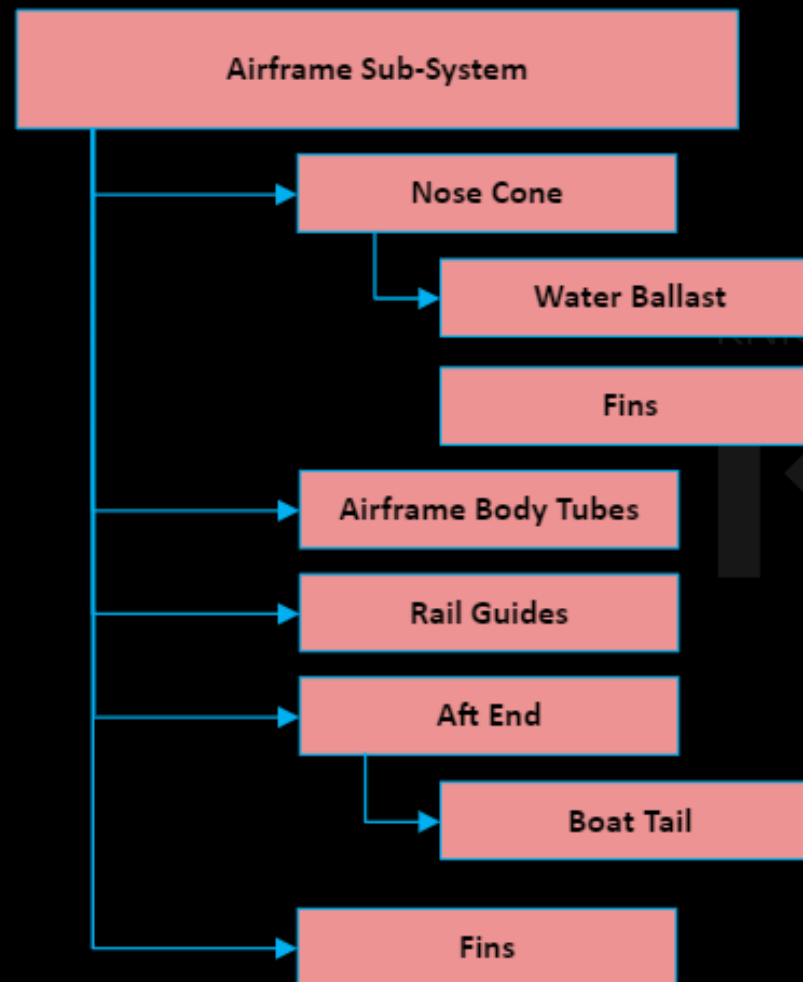 Airframe Sub-System
Nose Cone
Water Ballast
Fins
Airframe Body Tubes
Rail Guides
Aft End
Boat Tail
Fins